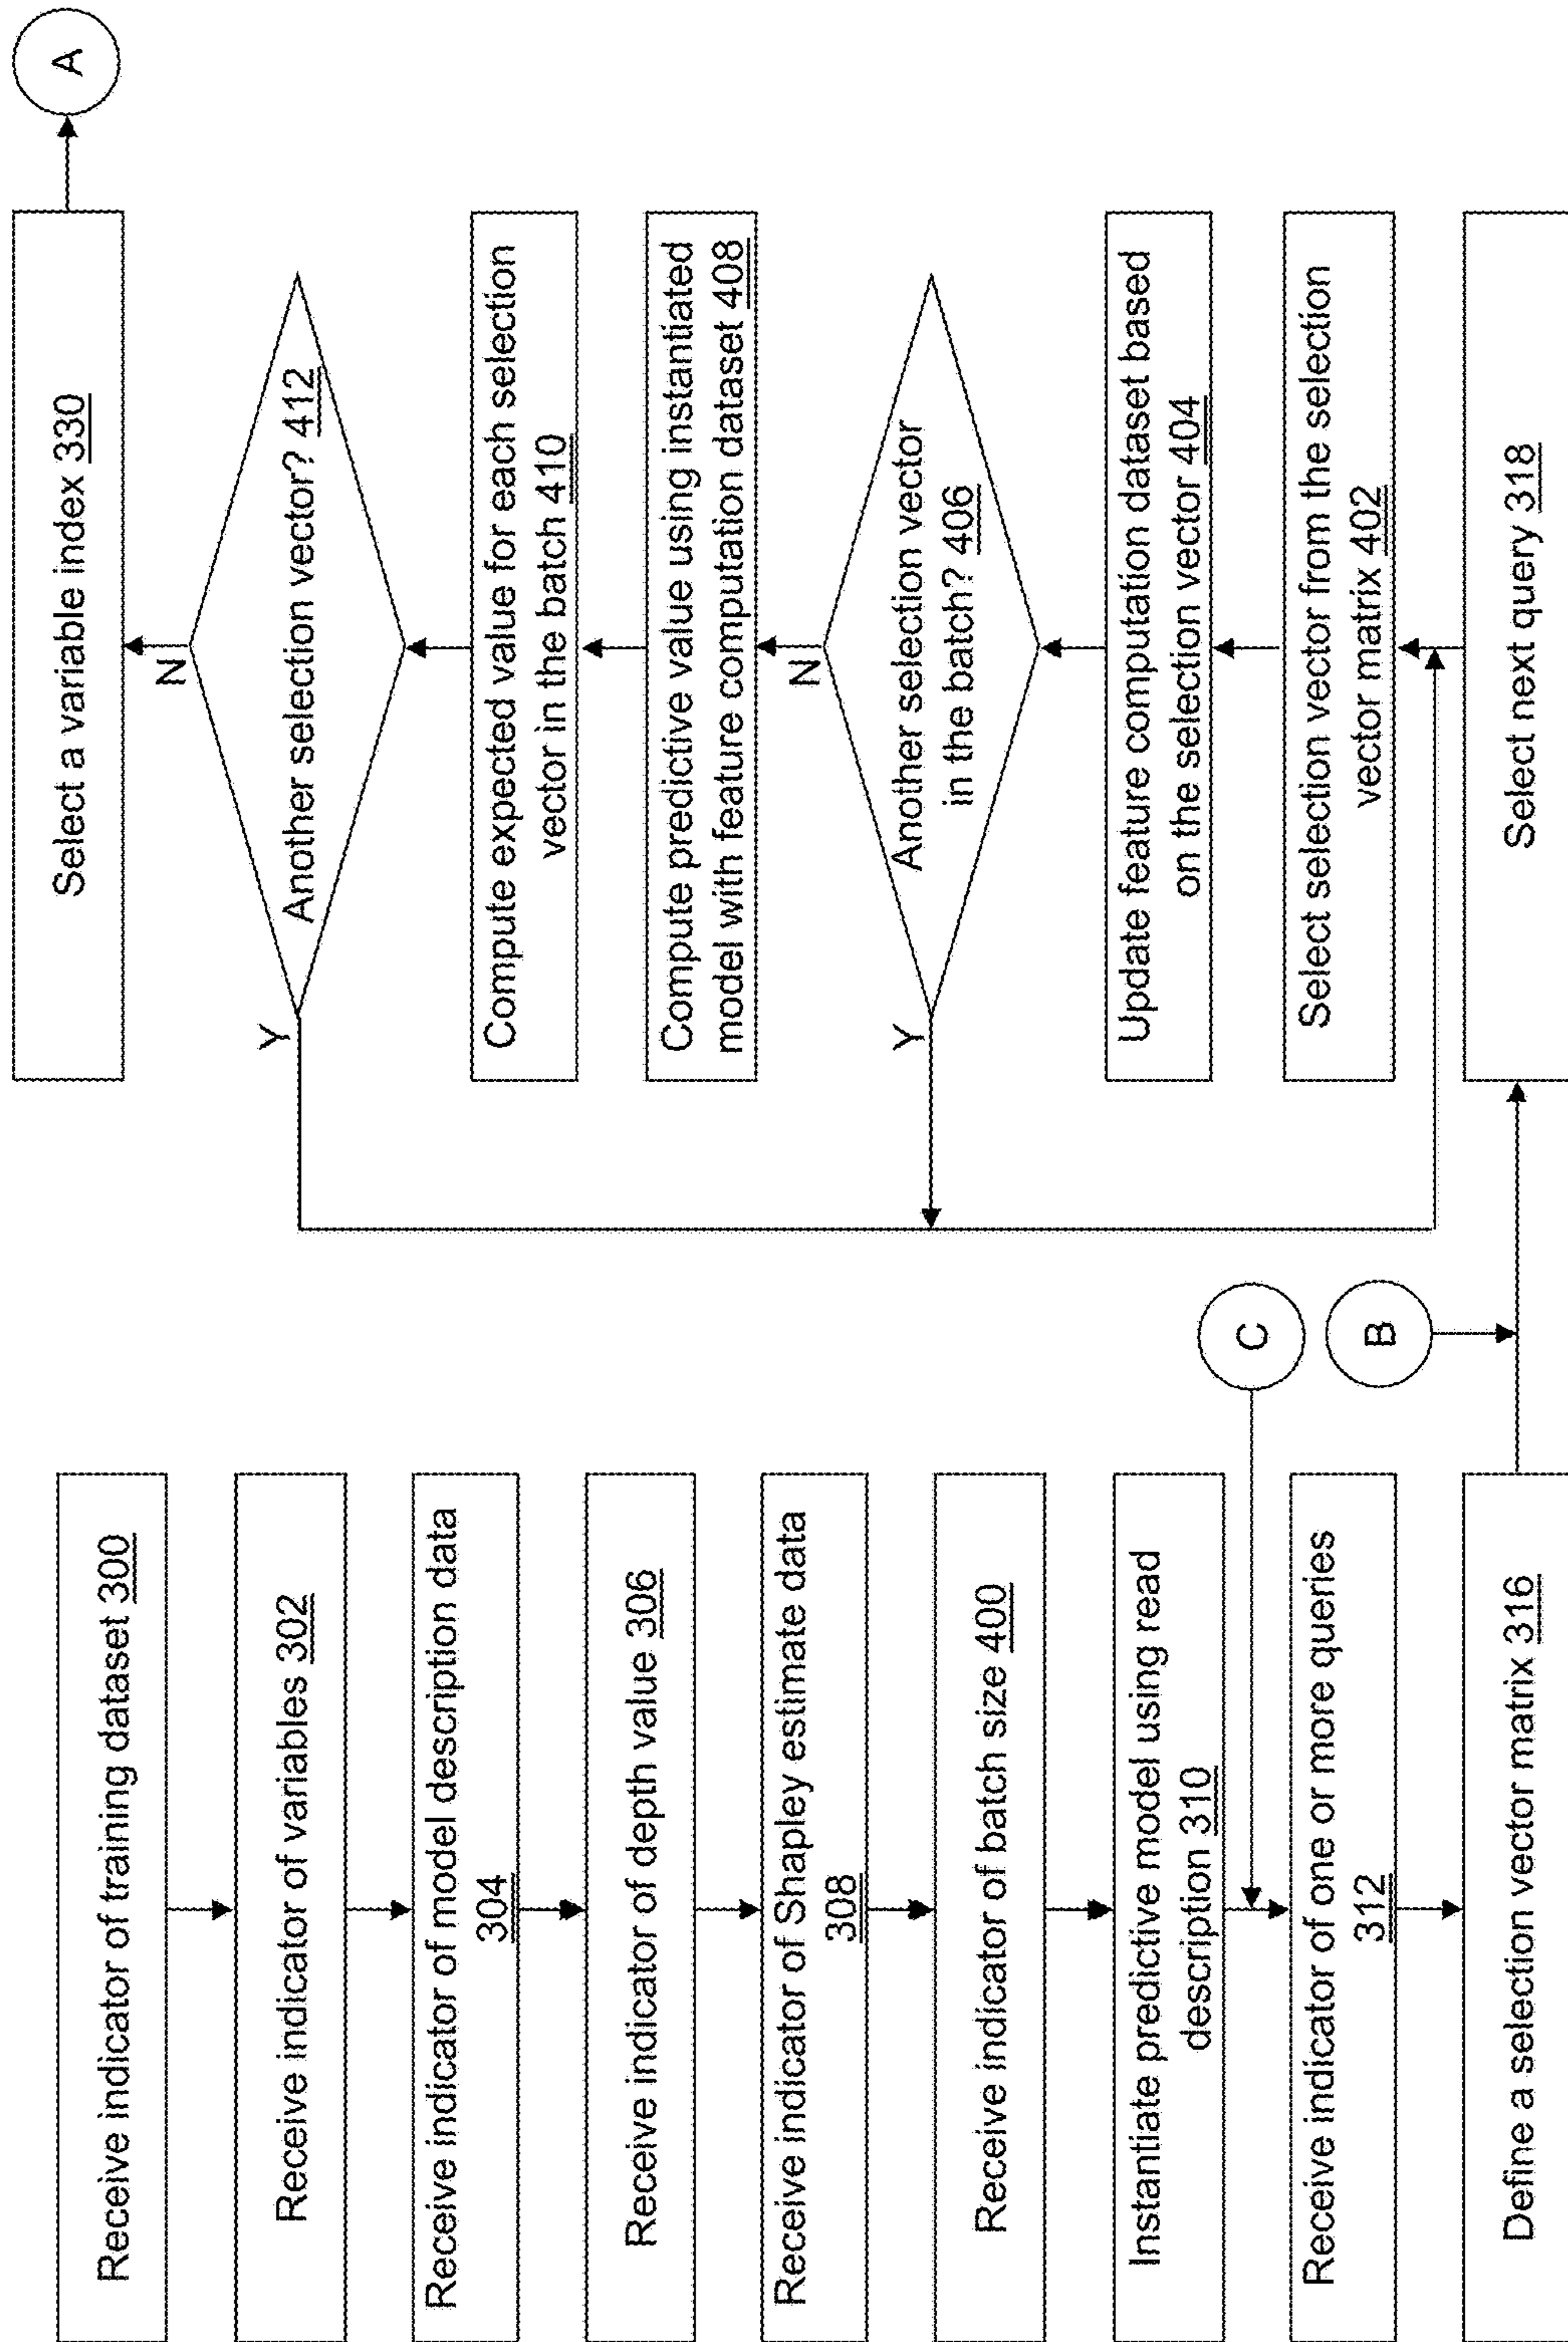 Receive indicator of training dataset 300
Receive indicator of variables 302
Receive indicator of model description data
304
Receive indicator of depth value 306
Receive indicator of Shapley estimate data
308
Receive indicator of batch size 400
Instantiate predictive model using read
description 310
C
Receive indicator of one or more queries
312
Define a selection vector matrix 316
B
Select next query 318
Select selection vector from the selection
vector matrix 402
Update feature computation dataset based
on the selection vector 404
Another selection vector
in the batch? 406
Y
N
Compute predictive value using instantiated
model with feature computation dataset 408
Compute expected value for each selection
vector in the batch 410
Another selection vector? 412
Y
N
Select a variable index 330
A